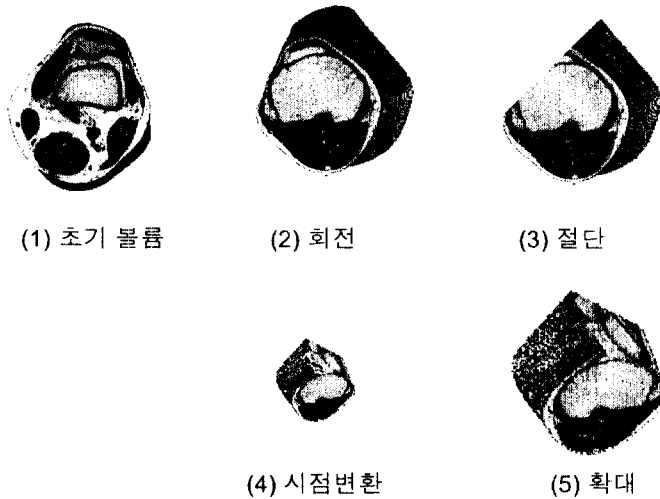 (1) 초기 볼륨
(2) 회전
(3) 절단
(4) 시점변환
(5) 확대